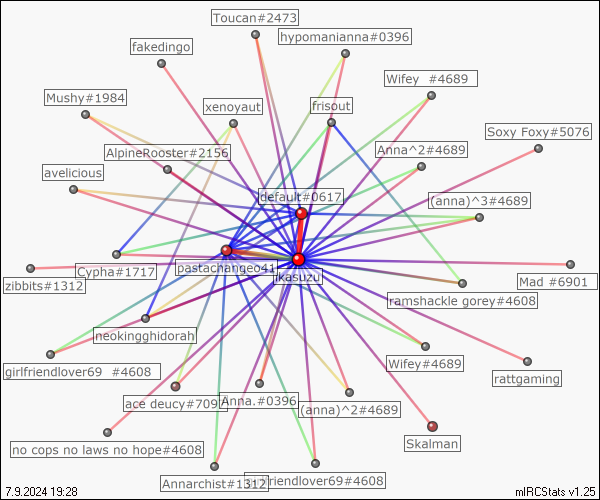 Toucan#2473
hypomanianna#0396
fakedingo
Wifey #4689
Mushy#1984
xenoyaut
frisout
Soxy Foxy#5076
AlpineRooster#2156
Anna^2#4689
avelicious
default#0617
(anna)^3#4689
pastachange41
Cypha#1717
zibbits#1312
Mad #6901
ramshackle gorey#4608
neokingghidorah
girlfriendlover69 #4608
Wifey#4689
rattgaming
ace deucy#709
Anna.#0396
(anna)^2#4689
Skalman
no cops no laws no hope#4608
Annarchist#1312
girlfriendlover69#4608
7.9.2024 19:28
mIRCStats v1.25